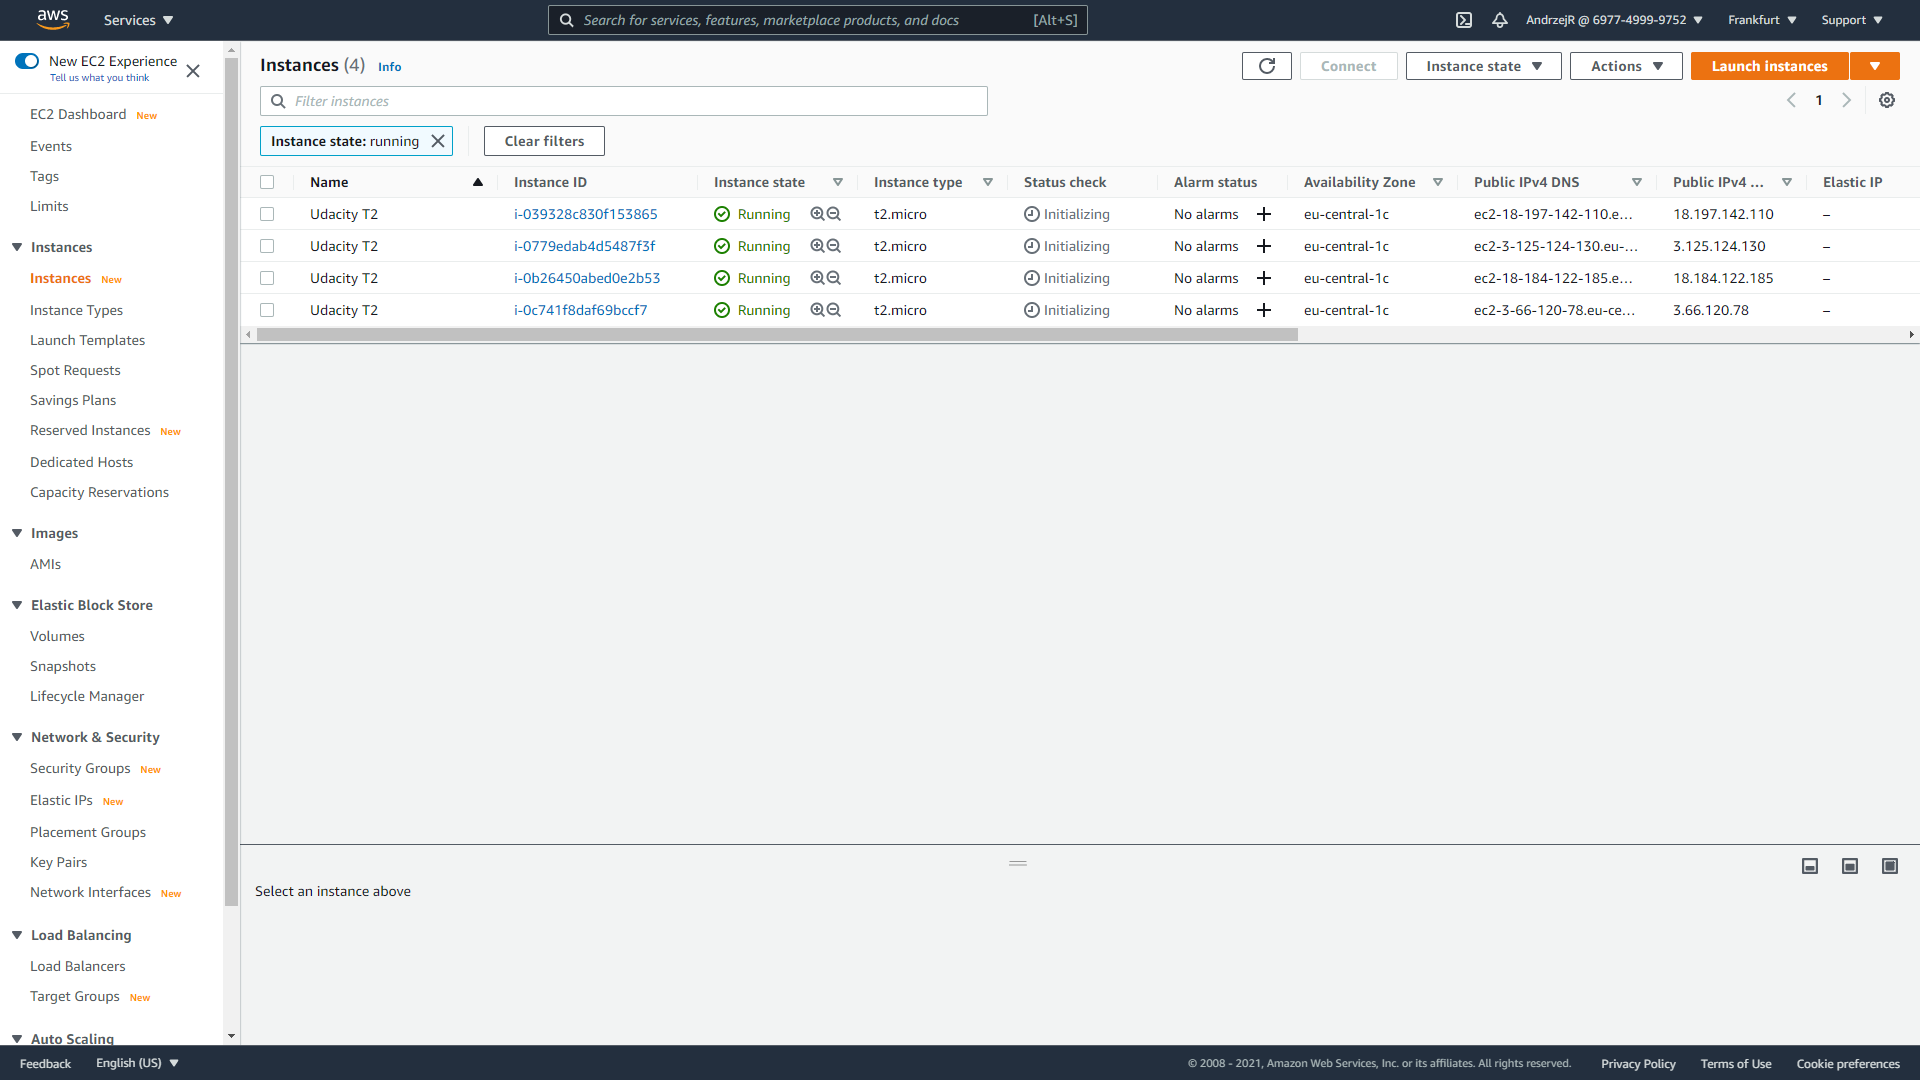 aws Services Search for services, features, marketplace products, and docs [Alt+S] AndrzejR @ 6977-4999-9752 Frankfurt Support
New EC2 Experience
Tell us what you think
EC2 Dashboard New
Events
Tags
Limits
Instances
Instances New
Instance Types
Launch Templates
Spot Requests
Savings Plans
Reserved Instances New
Dedicated Hosts
Capacity Reservations
Images
AMIs
Elastic Block Store
Volumes
Snapshots
Lifecycle Manager
Network & Security
Security Groups New
Elastic IPs New
Placement Groups
Key Pairs
Network Interfaces New
Load Balancing
Load Balancers
Target Groups New
Auto Scaling
Instances (4) Info Connect Instance state Actions Launch instances
Filter instances 1
Instance state: running Clear filters
Name Instance ID Instance state Instance type Status check Alarm status Availability Zone Public IPv4 DNS Public IPv4 ... Elastic IP
Udacity T2 i-039328c830f153865 Running t2.micro Initializing No alarms eu-central-1c ec2-18-197-142-110.e... 18.197.142.110 –
Udacity T2 i-0779edab4d5487f3f Running t2.micro Initializing No alarms eu-central-1c ec2-3-125-124-130.eu-... 3.125.124.130 –
Udacity T2 i-0b26450abed0e2b53 Running t2.micro Initializing No alarms eu-central-1c ec2-18-184-122-185.e... 18.184.122.185 –
Udacity T2 i-0c741f8daf69bccf7 Running t2.micro Initializing No alarms eu-central-1c ec2-3-66-120-78.eu-ce... 3.66.120.78 –
Select an instance above
Feedback English (US) © 2008 - 2021, Amazon Web Services, Inc. or its affiliates. All rights reserved. Privacy Policy Terms of Use Cookie preferences